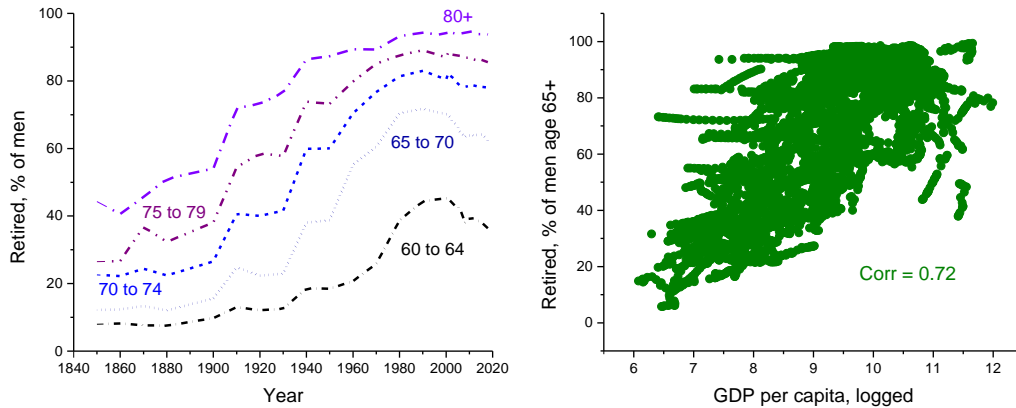 80+
65 to 70
75 to 79
60 to 64
70 to 74
Retired, % of men
100
80
60
40
20
0
1840 1860 1880 1900 1920 1940 1960 1980 2000 2020
Year
Corr = 0.72
Retired, % of men age 65+
100
80
60
40
20
0
6 7 8 9 10 11 12
GDP per capita, logged